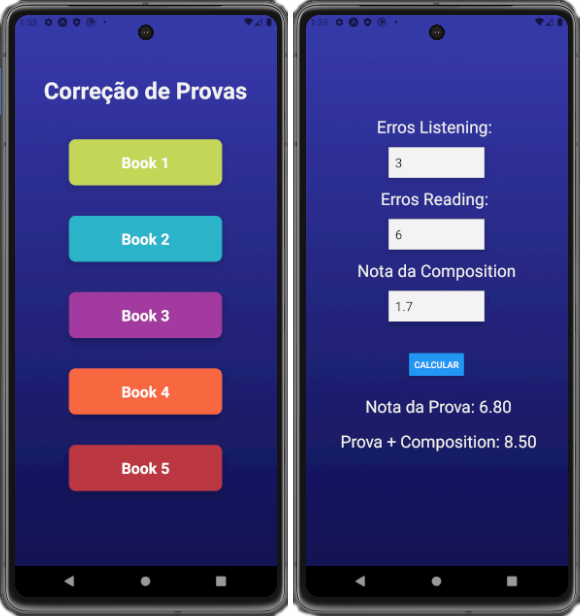 1:33
Correção de Provas
Book 1
Book 2
Book 3
Book 4
Book 5
1:35
Erros Listening:
3
Erros Reading:
6
Nota da Composition
1.7
CALCULAR
Nota da Prova: 6.80
Prova + Composition: 8.50